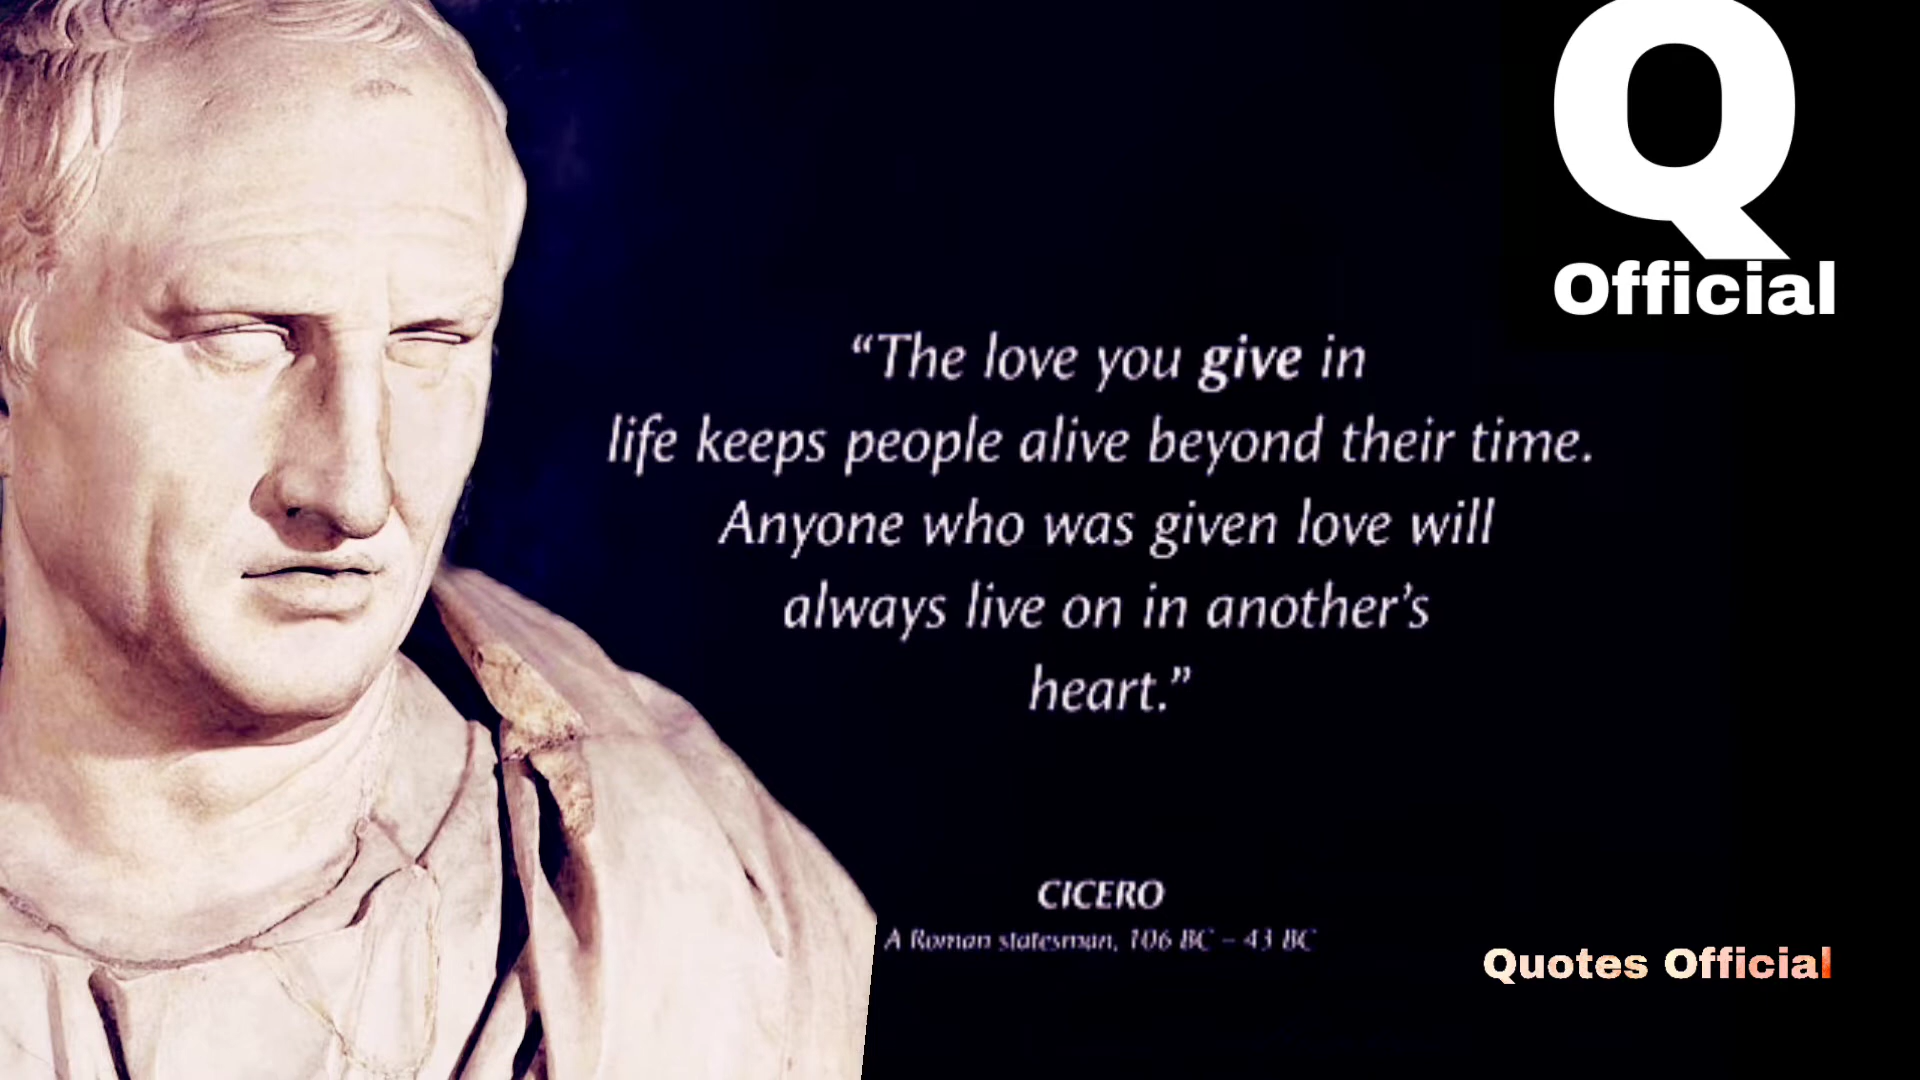 Q
Official
“The love you give in
life keeps people alive beyond their time.
Anyone who was given love will
always live on in another’s
heart.”
CICERO
A Roman statesman, 106 BC – 43 BC
Quotes Official